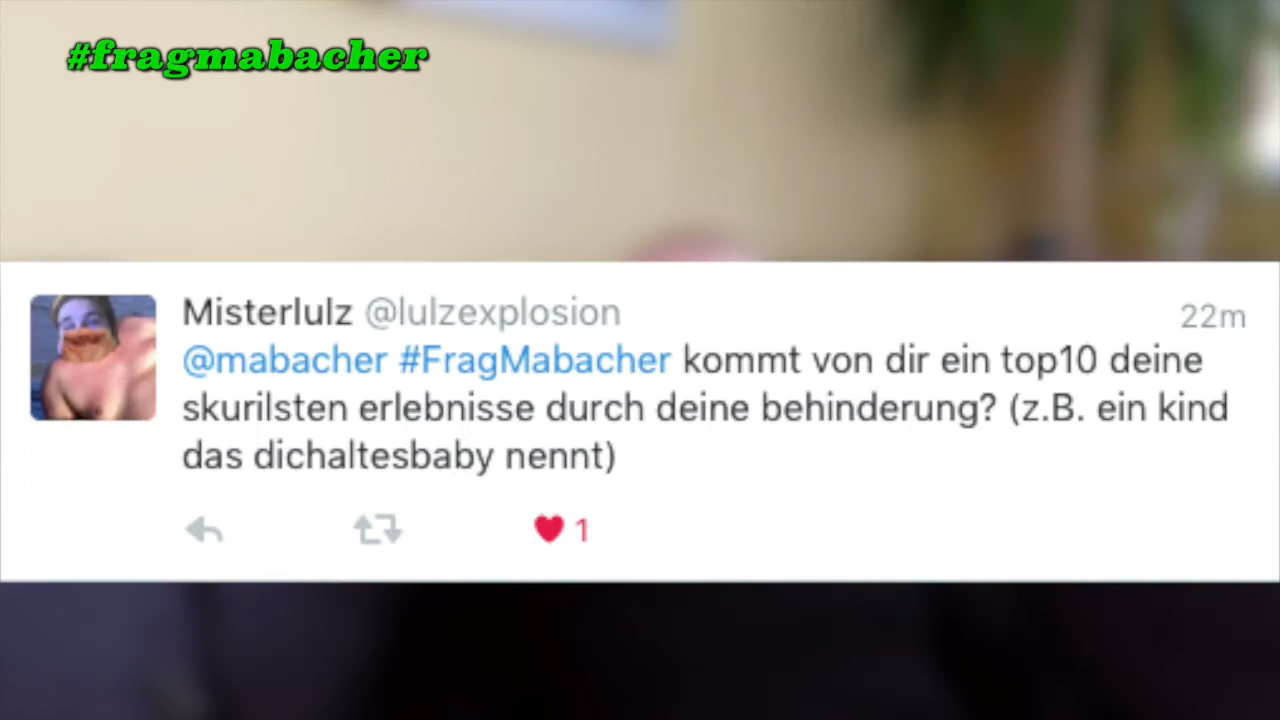 #fragmabacher
Misterlulz @lulzexplosion 22m
@mabacher #FragMabacher kommt von dir ein top10 deine
skurilsten erlebnisse durch deine behinderung? (z.B. ein kind
das dichaltesbaby nennt)
1